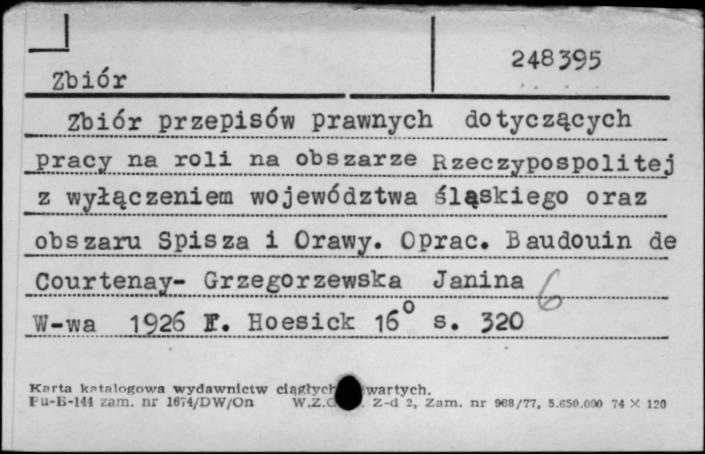 248395
Zbiór
Zbiór przepisów prawnych dotyczących
pracy na roli na obszarze Rzeczypospolitej
z wyłączeniem województwa śląskiego oraz
obszaru Spisza i Orawy. Oprac. Baudouin de
Courtenay- Grzegorzewska Janina 6
W-wa 1926 F. Hoesick 16° s. 320
Karta katalogowa wydawnictw
Pu-B-144 zam. nr 1674/DW/On Z-d 2, Zam. nr 968/77, 5.650.000 74 × 120